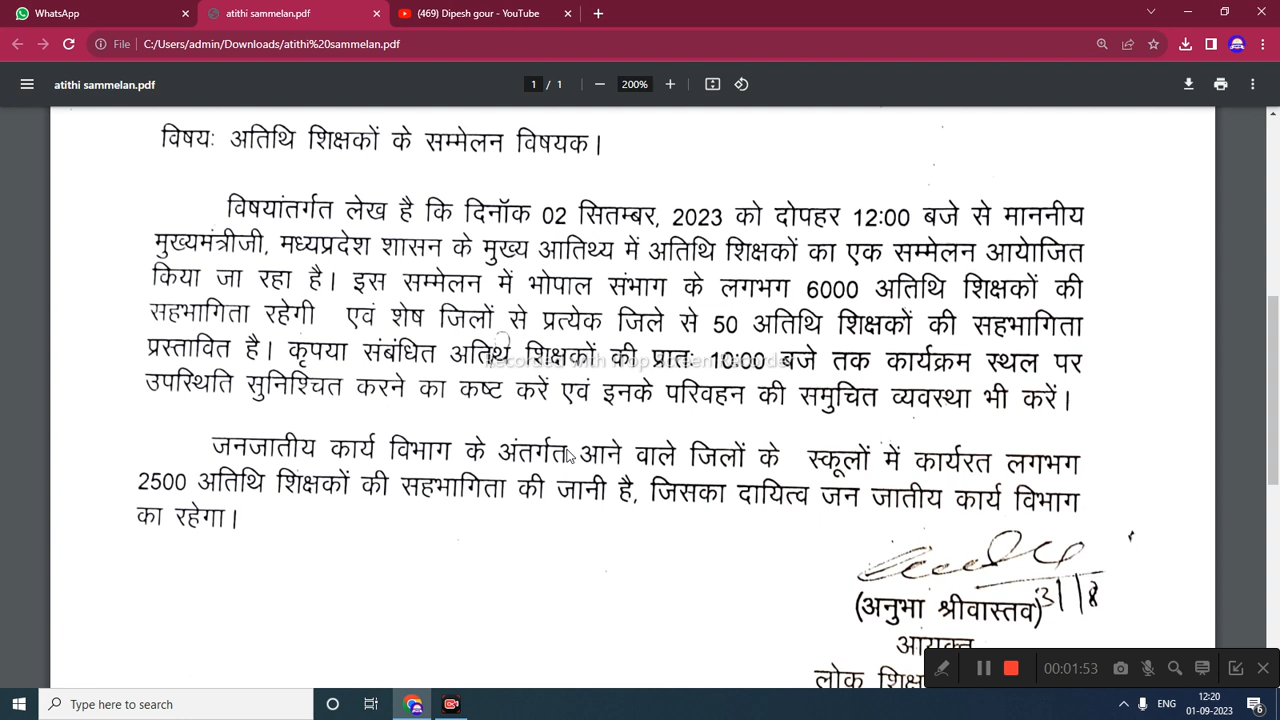 WhatsApp
atithi sammelan.pdf
(469) Dipesh gour - YouTube
File C:/Users/admin/Downloads/atithi%20sammelan.pdf
atithi sammelan.pdf
1 / 1
200%
विषयः अतिथि शिक्षकों के सम्मेलन विषयक।
विषयांतर्गत लेख है कि दिनॉक 02 सितम्बर, 2023 को दोपहर 12:00 बजे से माननीय
मुख्यमंत्रीजी, मध्यप्रदेश शासन के मुख्य आतिथ्य में अतिथि शिक्षकों का एक सम्मेलन आयोजित
किया जा रहा है। इस सम्मेलन में भोपाल संभाग के लगभग 6000 अतिथि शिक्षकों की
सहभागिता रहेगी एवं शेष जिलों से प्रत्येक जिले से 50 अतिथि शिक्षकों की सहभागिता
प्रस्तावित है। कृपया संबंधित अतिथि शिक्षकों की प्रातः 10:00 बजे तक कार्यक्रम स्थल पर
उपस्थिति सुनिश्चित करने का कष्ट करें एवं इनके परिवहन की समुचित व्यवस्था भी करें।
जनजातीय कार्य विभाग के अंतर्गत आने वाले जिलों के स्कूलों में कार्यरत लगभग
2500 अतिथि शिक्षकों की सहभागिता की जानी है, जिसका दायित्व जन जातीय कार्य विभाग
का रहेगा।
31/8
(अनुभा श्रीवास्तव)
आयुक्त
लोक
00:01:53
Type here to search
ENG
12:20
01-09-2023
6